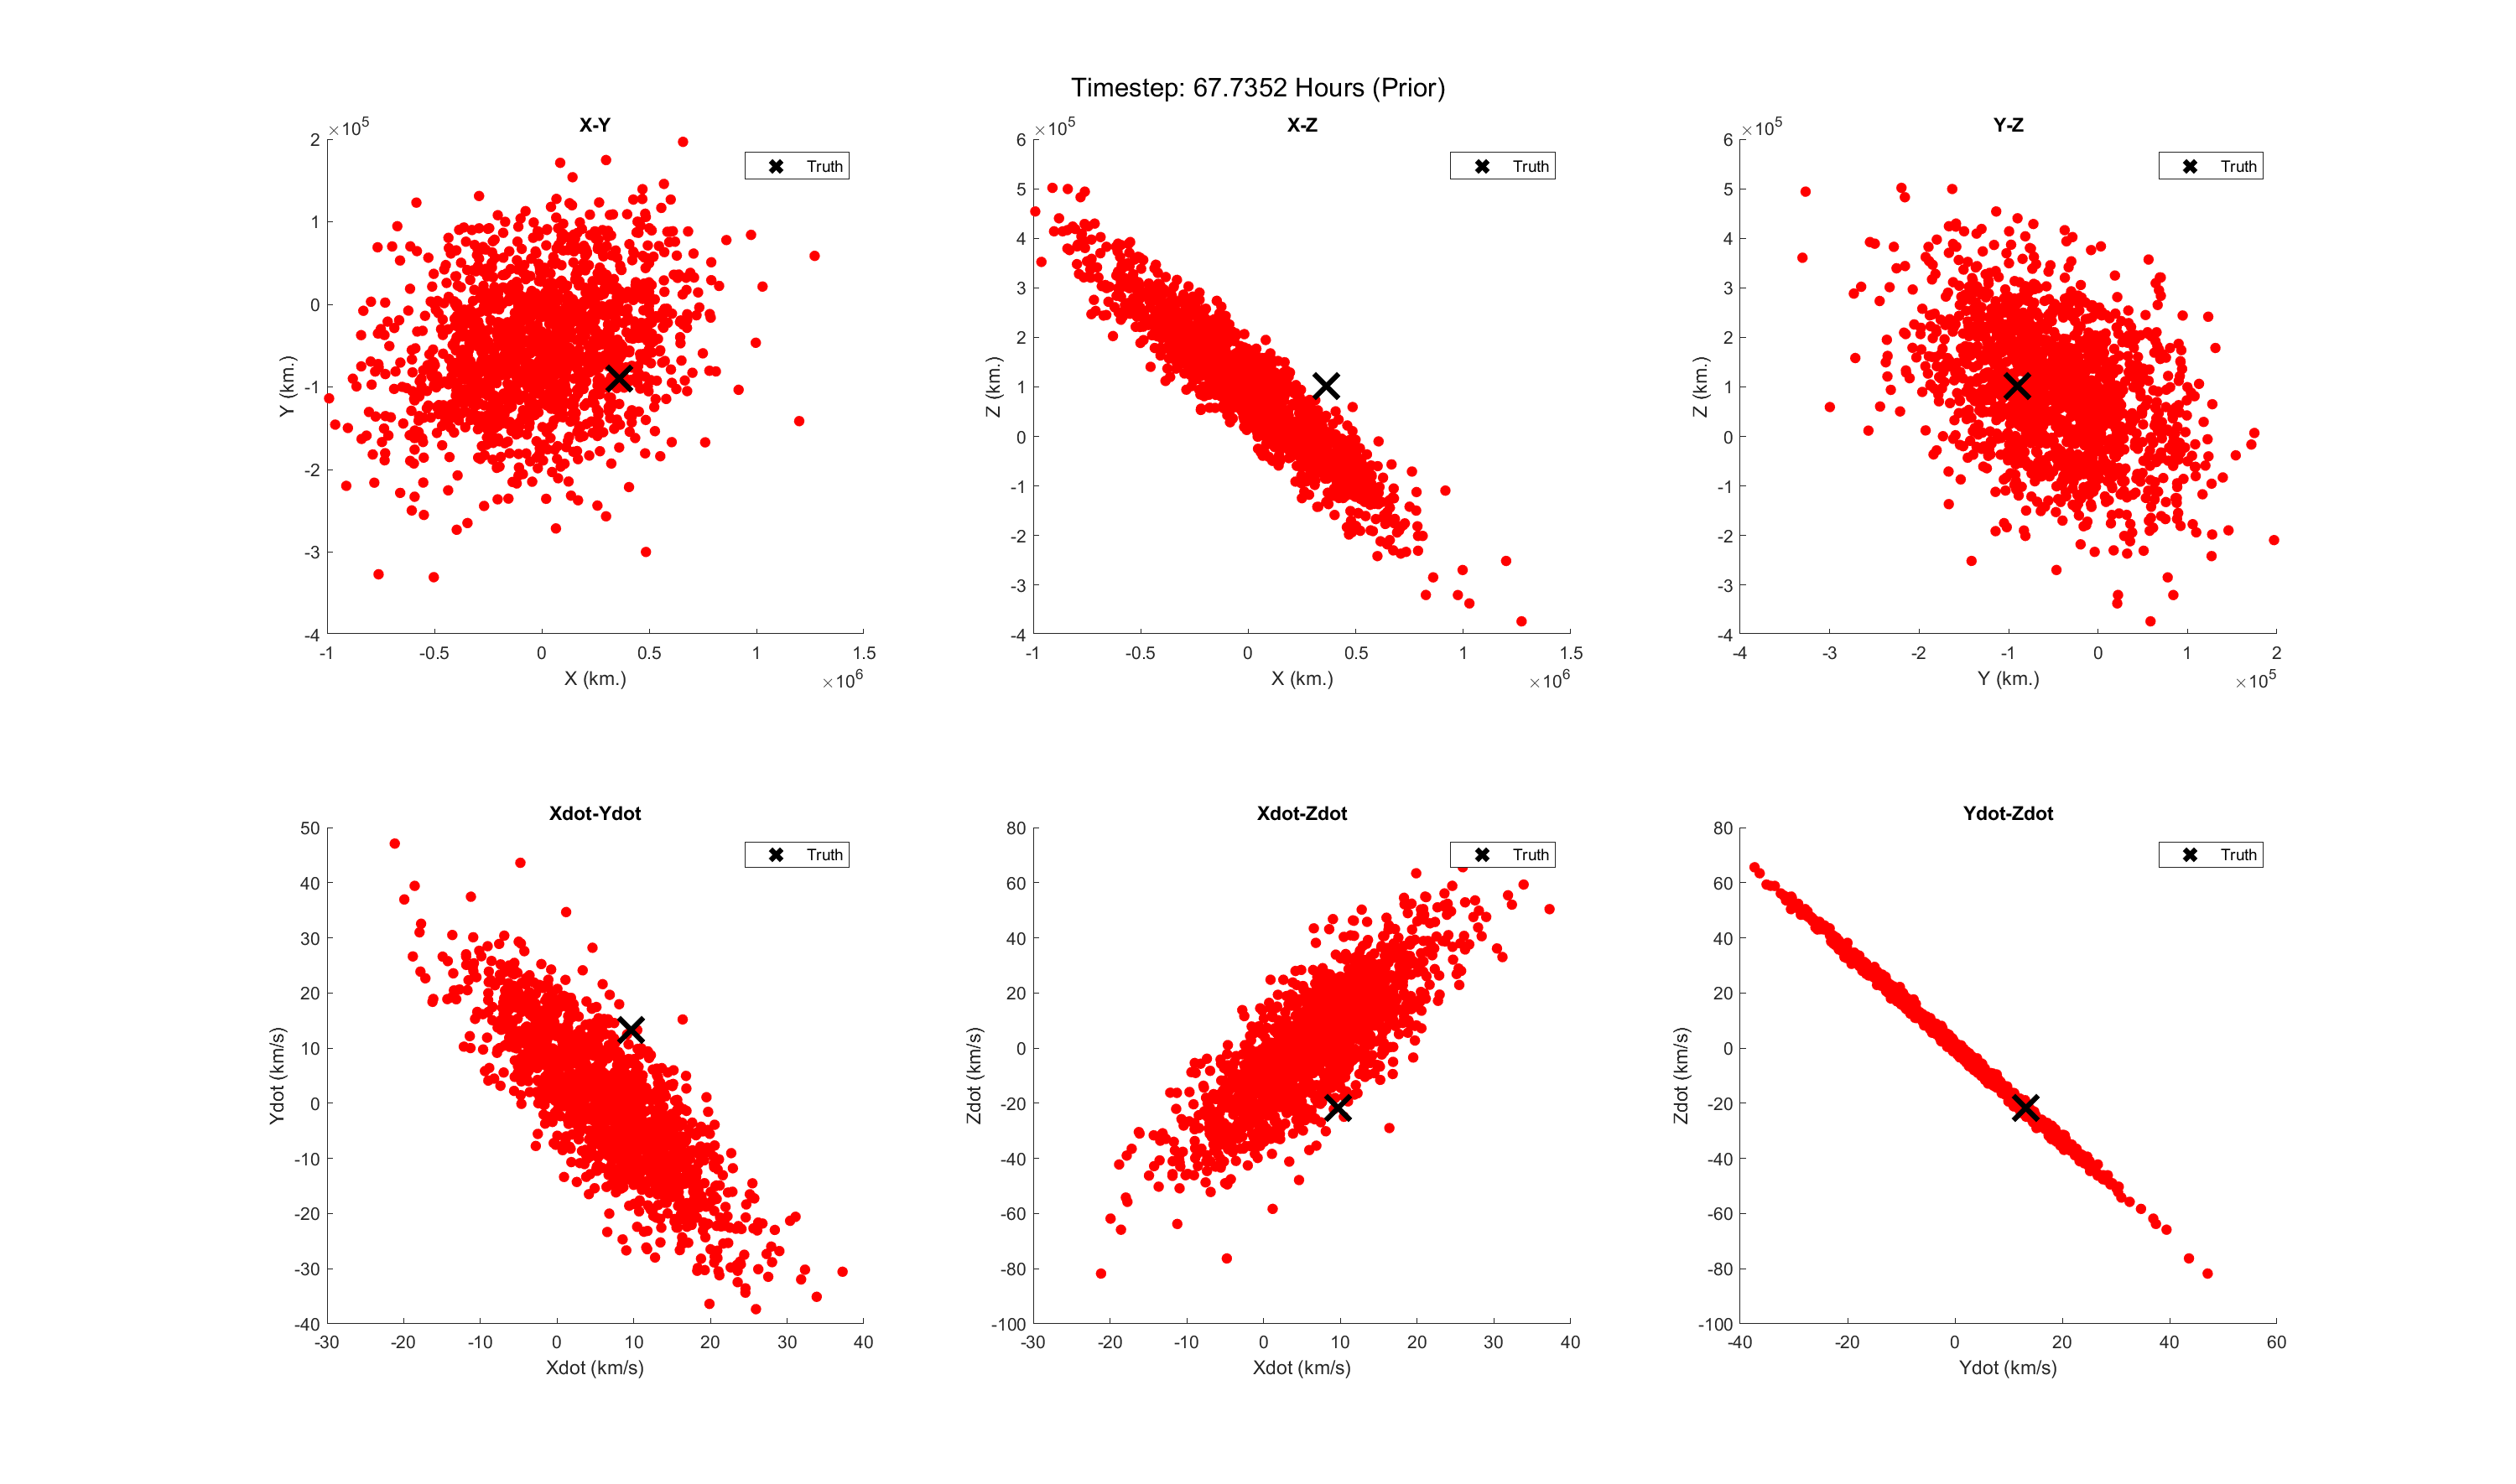 Timestep: 67.7352 Hours (Prior)
X-Y
×10^5
2
1
0
-1
-2
-3
-4
Y (km.)
Truth
-1 -0.5 0 0.5 1 1.5
X (km.)
×10^6
X-Z
×10^5
6
5
4
3
2
1
0
-1
-2
-3
-4
Z (km.)
Truth
-1 -0.5 0 0.5 1 1.5
X (km.)
×10^6
Y-Z
×10^5
6
5
4
3
2
1
0
-1
-2
-3
-4
Z (km.)
Truth
-4 -3 -2 -1 0 1 2
Y (km.)
×10^5
Xdot-Ydot
50
40
30
20
10
0
-10
-20
-30
-40
Ydot (km/s)
Truth
-30 -20 -10 0 10 20 30 40
Xdot (km/s)
Xdot-Zdot
80
60
40
20
0
-20
-40
-60
-80
-100
Zdot (km/s)
Truth
-30 -20 -10 0 10 20 30 40
Xdot (km/s)
Ydot-Zdot
80
60
40
20
0
-20
-40
-60
-80
-100
Zdot (km/s)
Truth
-40 -20 0 20 40 60
Ydot (km/s)